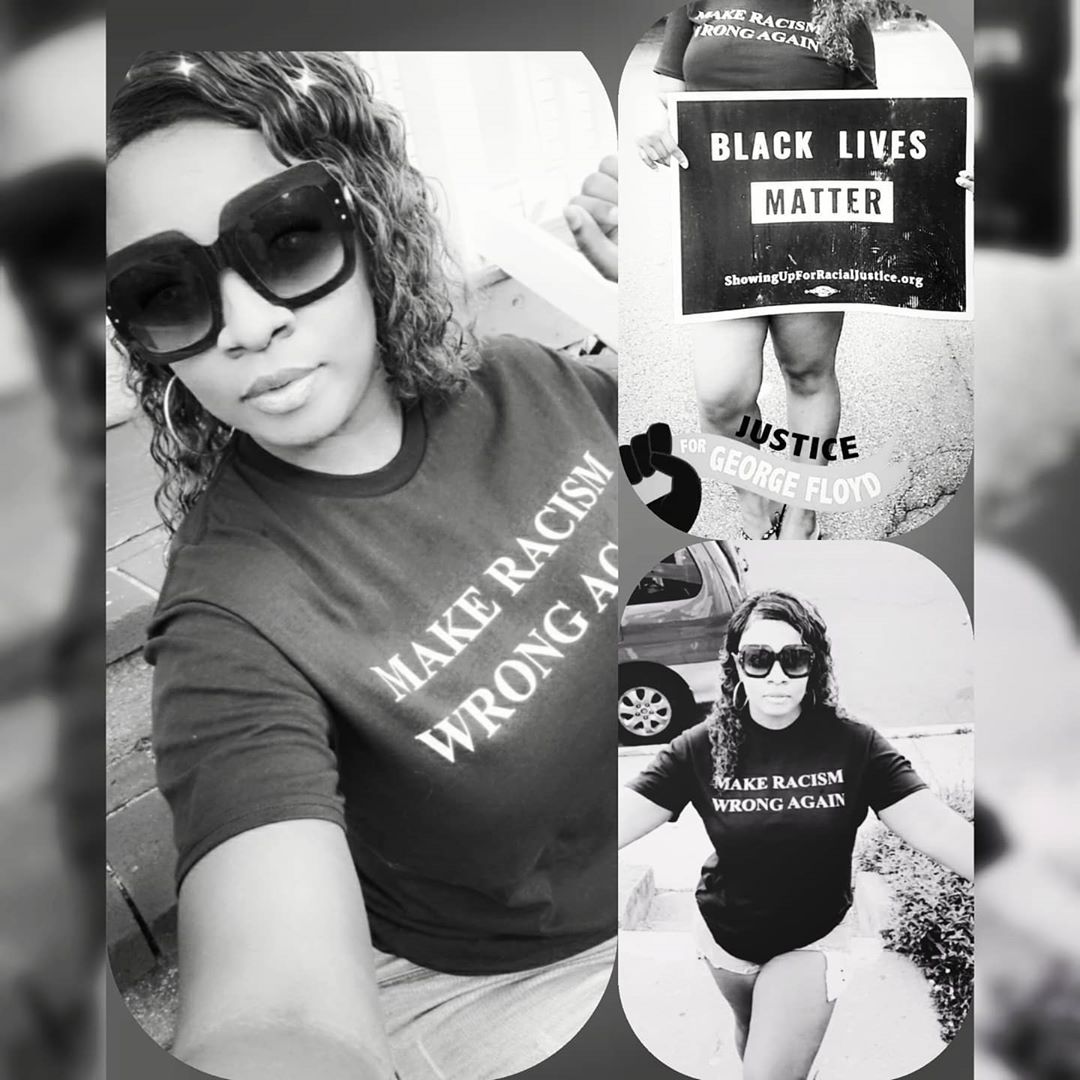 MAKE RACISM
WRONG AG
MAKE RACISM
WRONG AGAIN
BLACK LIVES
MATTER
ShowingUpForRacialJustice.org
JUSTICE
FOR GEORGE FLOYD
MAKE RACISM
WRONG AGAIN